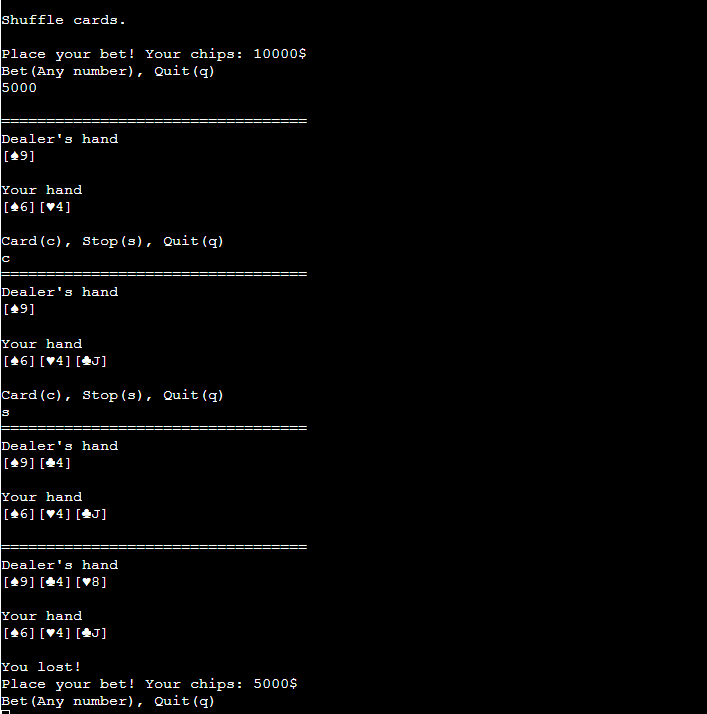 Shuffle cards.
Place your bet! Your chips: 10000$
Bet(Any number), Quit(q)
5000
==================================
Dealer's hand
[♠9]
Your hand
[♠6][♥4]
Card(c), Stop(s), Quit(q)
c
==================================
Dealer's hand
[♠9]
Your hand
[♠6][♥4][♣J]
Card(c), Stop(s), Quit(q)
s
==================================
Dealer's hand
[♠9][♣4]
Your hand
[♠6][♥4][♣J]
==================================
Dealer's hand
[♠9][♣4][♥8]
Your hand
[♠6][♥4][♣J]
You lost!
Place your bet! Your chips: 5000$
Bet(Any number), Quit(q)